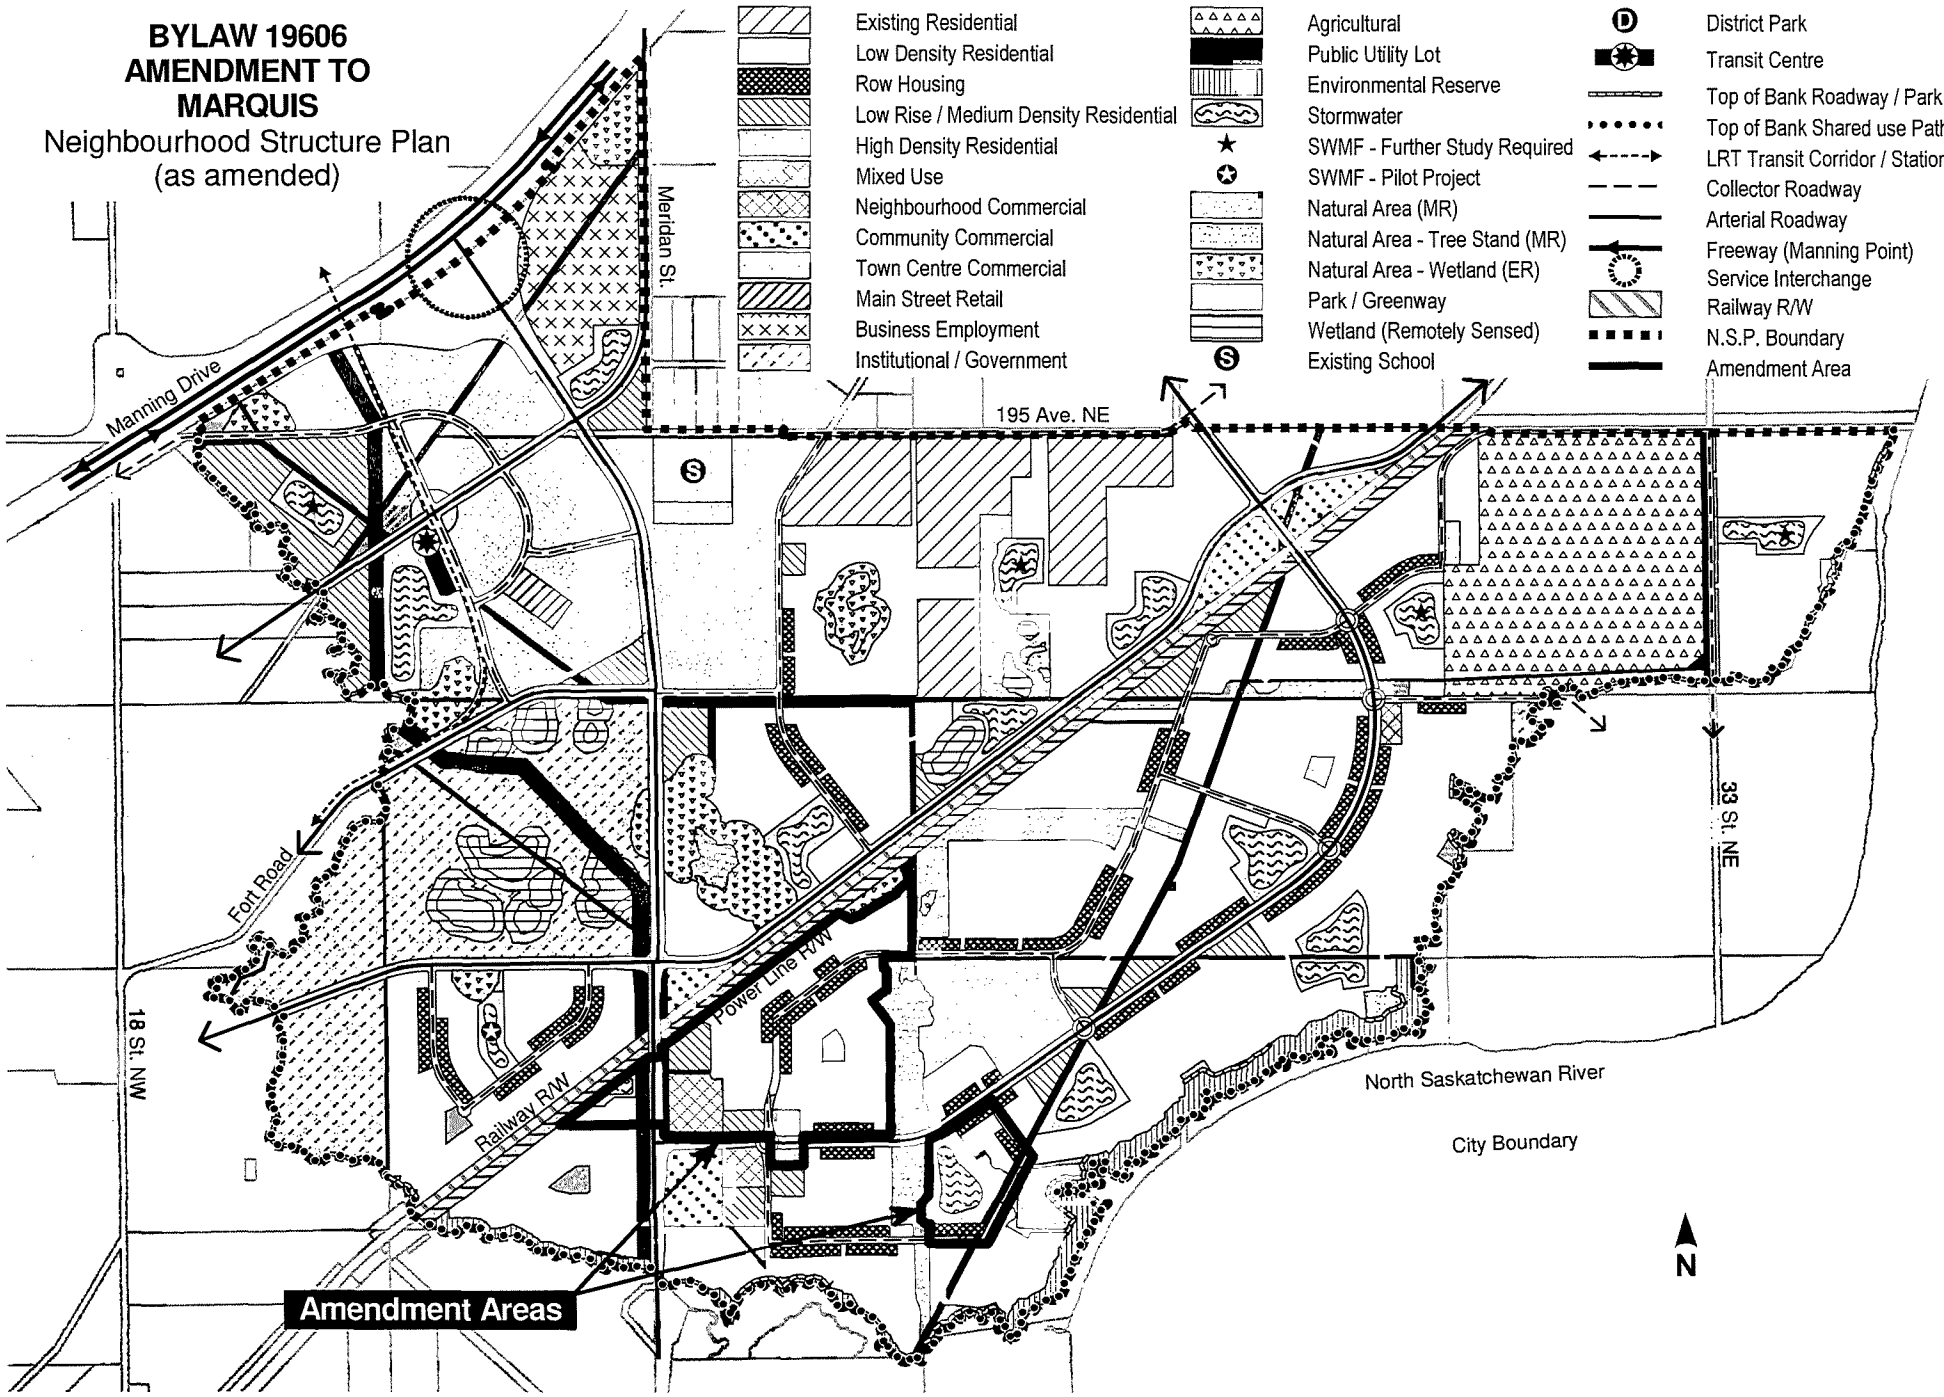 BYLAW 19606
AMENDMENT TO
MARQUIS
Neighbourhood Structure Plan
(as amended)
Existing Residential
Low Density Residential
Row Housing
Low Rise / Medium Density Residential
High Density Residential
Mixed Use
Neighbourhood Commercial
Community Commercial
Town Centre Commercial
Main Street Retail
Business Employment
Institutional / Government
Agricultural
Public Utility Lot
Environmental Reserve
Stormwater
SWMF - Further Study Required
SWMF - Pilot Project
Natural Area (MR)
Natural Area - Tree Stand (MR)
Natural Area - Wetland (ER)
Park / Greenway
Wetland (Remotely Sensed)
S
Existing School
D
District Park
Transit Centre
Top of Bank Roadway / Park
Top of Bank Shared use Path
LRT Transit Corridor / Station
Collector Roadway
Arterial Roadway
Freeway (Manning Point)
Service Interchange
Railway R/W
N.S.P. Boundary
Amendment Area
Meridan St.
Manning Drive
195 Ave. NE
S
33 St. NE
Fort Road
Power Line R/W
18 St. NW
Railway R/W
North Saskatchewan River
City Boundary
N
Amendment Areas